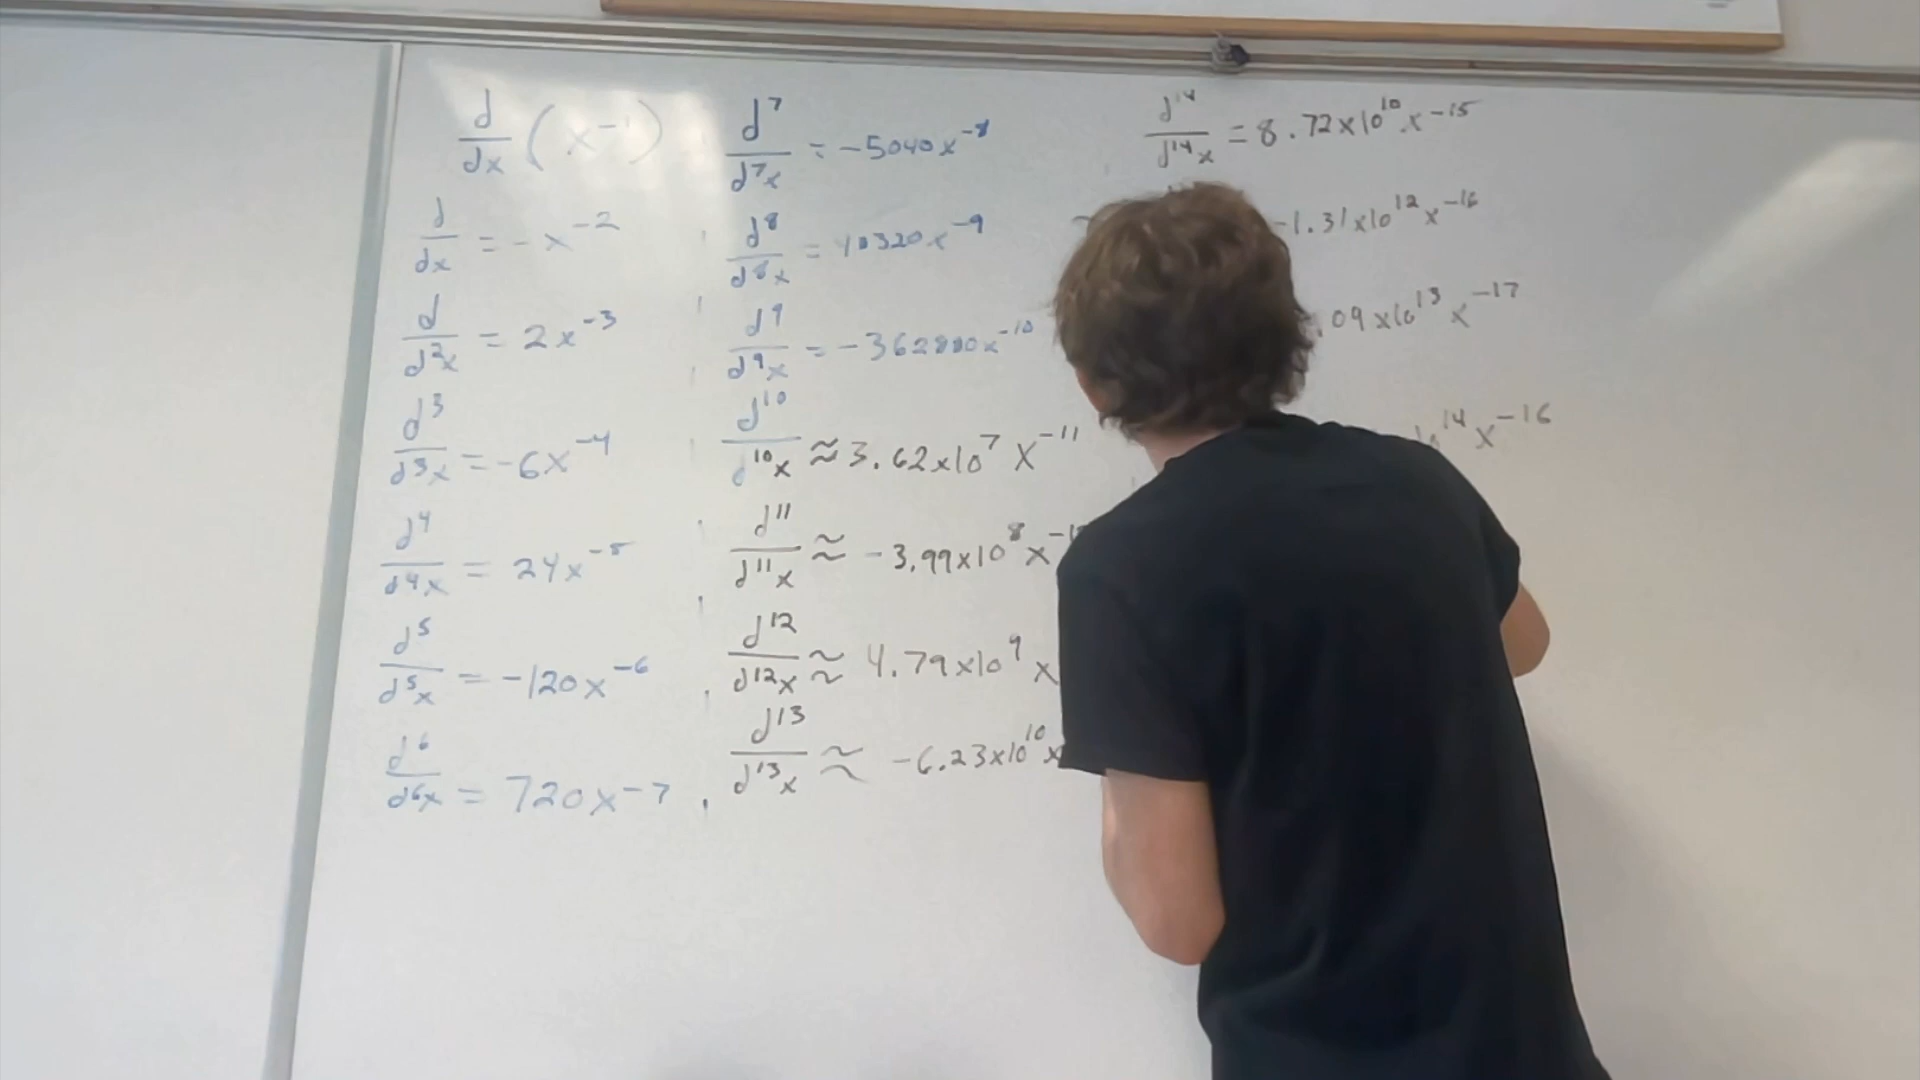 d/dx (x⁻¹)
d/dx = -x⁻²
d/d²x = 2x⁻³
d³/d³x = -6x⁻⁴
d⁴/d⁴x = 24x⁻⁵
d⁵/d⁵x = -120x⁻⁶
d⁶/d⁶x = 720x⁻⁷
d⁷/d⁷x = -5040x⁻⁸
d⁸/d⁸x = 40320x⁻⁹
d⁹/d⁹x = -362880x⁻¹⁰
d¹⁰/d¹⁰x ≈ 3.62x10⁷ x⁻¹¹
d¹¹/d¹¹x ≈ -3.99x10⁸ x
d¹²/d¹²x ≈ 4.79x10⁹ x
d¹³/d¹³x ≈ -6.23x10¹⁰ x
d¹⁴/d¹⁴x = 8.72x10¹⁰ x⁻¹⁵
-1.31x10¹² x⁻¹⁶
.09x10¹³ x⁻¹⁷
¹⁴ x⁻¹⁶